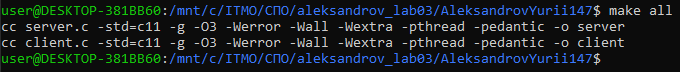 user@DESKTOP-381BB60:/mnt/c/ITMO/СПО/aleksandrov_lab03/AleksandrovYurii147$ make all
cc server.c -std=c11 -g -O3 -Werror -Wall -Wextra -pthread -pedantic -o server
cc client.c -std=c11 -g -O3 -Werror -Wall -Wextra -pthread -pedantic -o client
user@DESKTOP-381BB60:/mnt/c/ITMO/СПО/aleksandrov_lab03/AleksandrovYurii147$